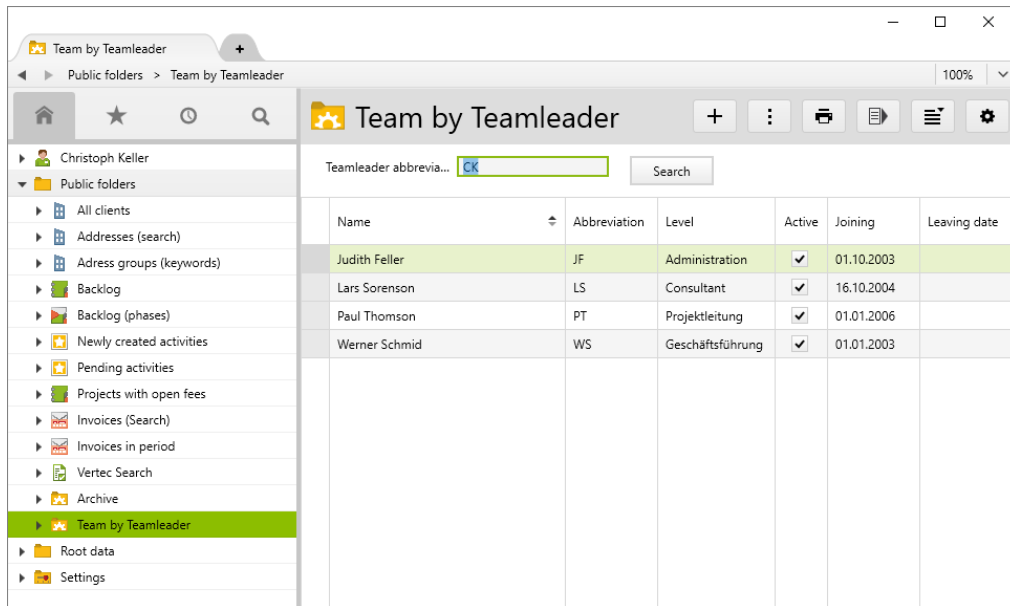 Team by Teamleader
+
Public folders > Team by Teamleader
100%
Team by Teamleader
Christoph Keller
Public folders
All clients
Addresses (search)
Adress groups (keywords)
Backlog
Backlog (phases)
Newly created activities
Pending activities
Projects with open fees
Invoices (Search)
Invoices in period
Vertec Search
Archive
Team by Teamleader
Root data
Settings
Teamleader abbrevia... CK Search
Name Abbreviation Level Active Joining Leaving date
Judith Feller JF Administration 01.10.2003
Lars Sorenson LS Consultant 16.10.2004
Paul Thomson PT Projektleitung 01.01.2006
Werner Schmid WS Geschäftsführung 01.01.2003